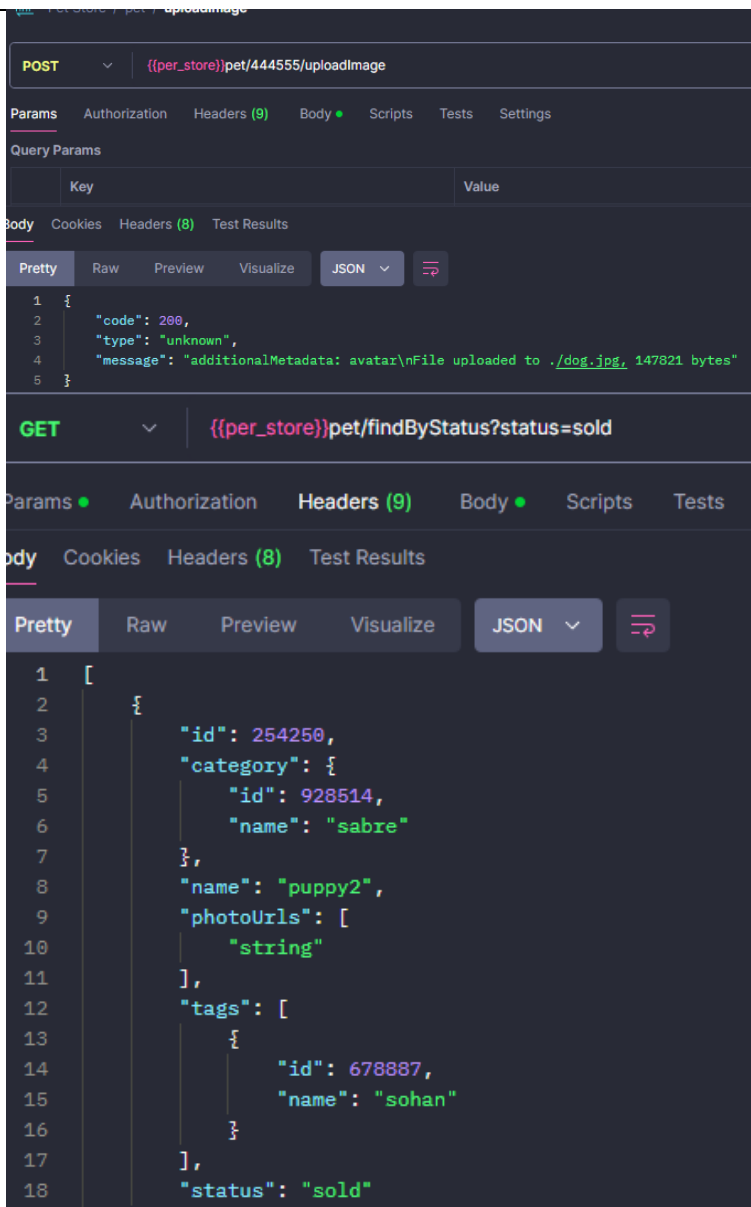 Pet Store / pet / uploadImage
POST {{per_store}}pet/444555/uploadImage
Params Authorization Headers (9) Body Scripts Tests Settings
Query Params
Key Value
Body Cookies Headers (8) Test Results
Pretty Raw Preview Visualize JSON
1 {
2 "code": 200,
3 "type": "unknown",
4 "message": "additionalMetadata: avatar\nFile uploaded to ./dog.jpg, 147821 bytes"
5 }
GET {{per_store}}pet/findByStatus?status=sold
Params Authorization Headers (9) Body Scripts Tests
ody Cookies Headers (8) Test Results
Pretty Raw Preview Visualize JSON
1 [
2 {
3 "id": 254250,
4 "category": {
5 "id": 928514,
6 "name": "sabre"
7 },
8 "name": "puppy2",
9 "photoUrls": [
10 "string"
11 ],
12 "tags": [
13 {
14 "id": 678887,
15 "name": "sohan"
16 }
17 ],
18 "status": "sold"